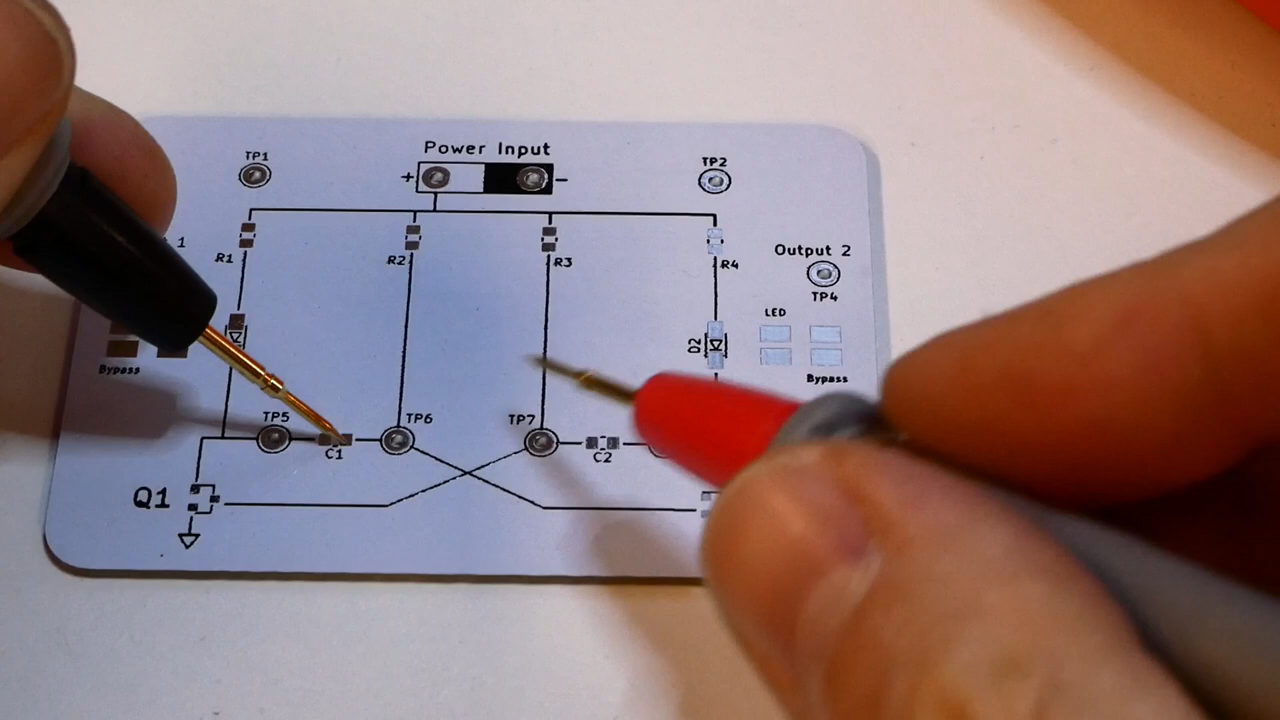 Power Input
TP1
TP2
+
-
1
R1
R2
R3
R4
Output 2
TP4
LED
D2
Bypass
Bypass
TP5
TP6
TP7
C1
C2
Q1